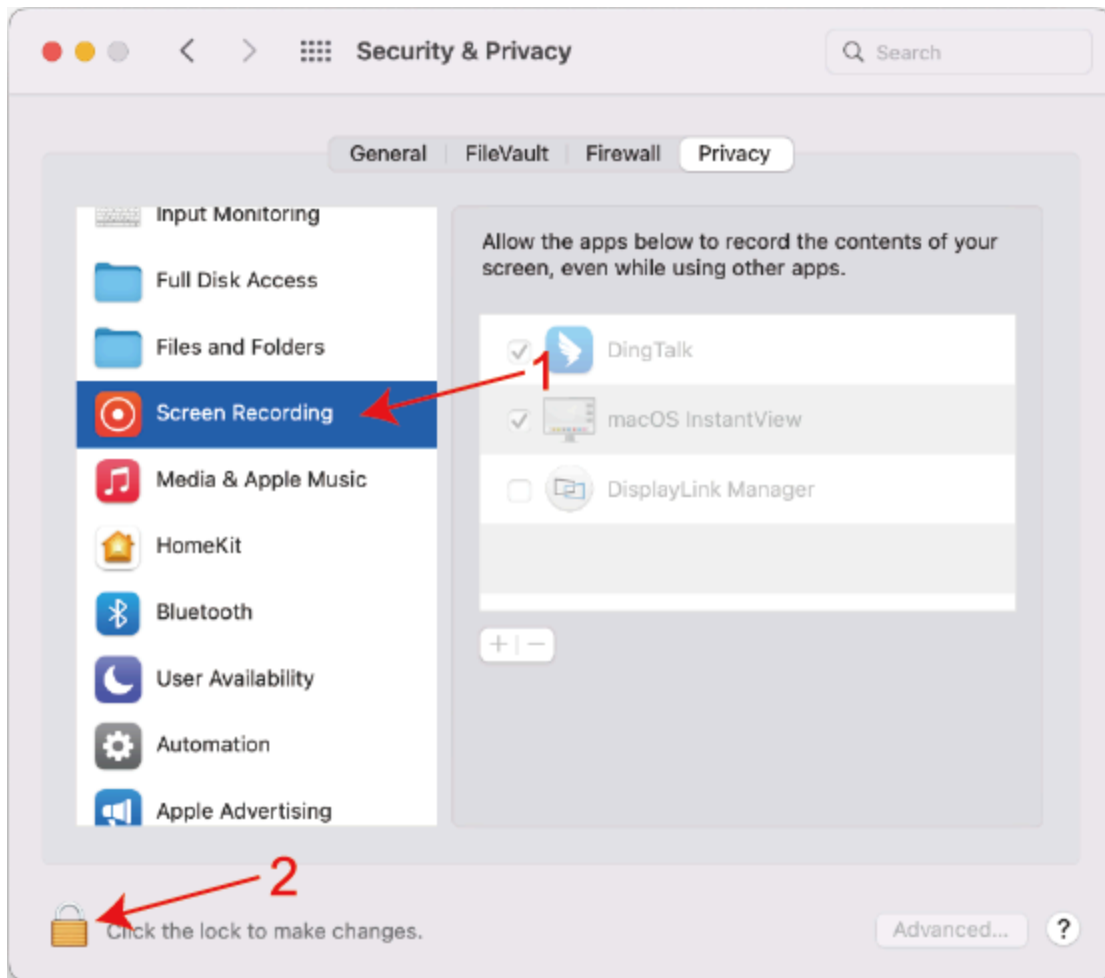 Security & Privacy
Search
General
FileVault
Firewall
Privacy
Input Monitoring
Full Disk Access
Files and Folders
Screen Recording
Media & Apple Music
HomeKit
Bluetooth
User Availability
Automation
Apple Advertising
Allow the apps below to record the contents of your
screen, even while using other apps.
1
DingTalk
macOS InstantView
DisplayLink Manager
+ | −
2
Click the lock to make changes.
Advanced...
?